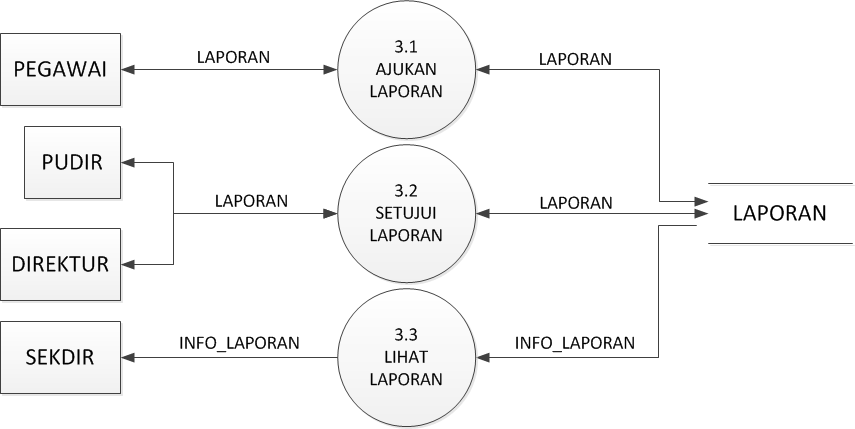 PEGAWAI
LAPORAN
3.1
AJUKAN
LAPORAN
LAPORAN
PUDIR
LAPORAN
3.2
SETUJUI
LAPORAN
LAPORAN
LAPORAN
DIREKTUR
SEKDIR
INFO_LAPORAN
3.3
LIHAT
LAPORAN
INFO_LAPORAN